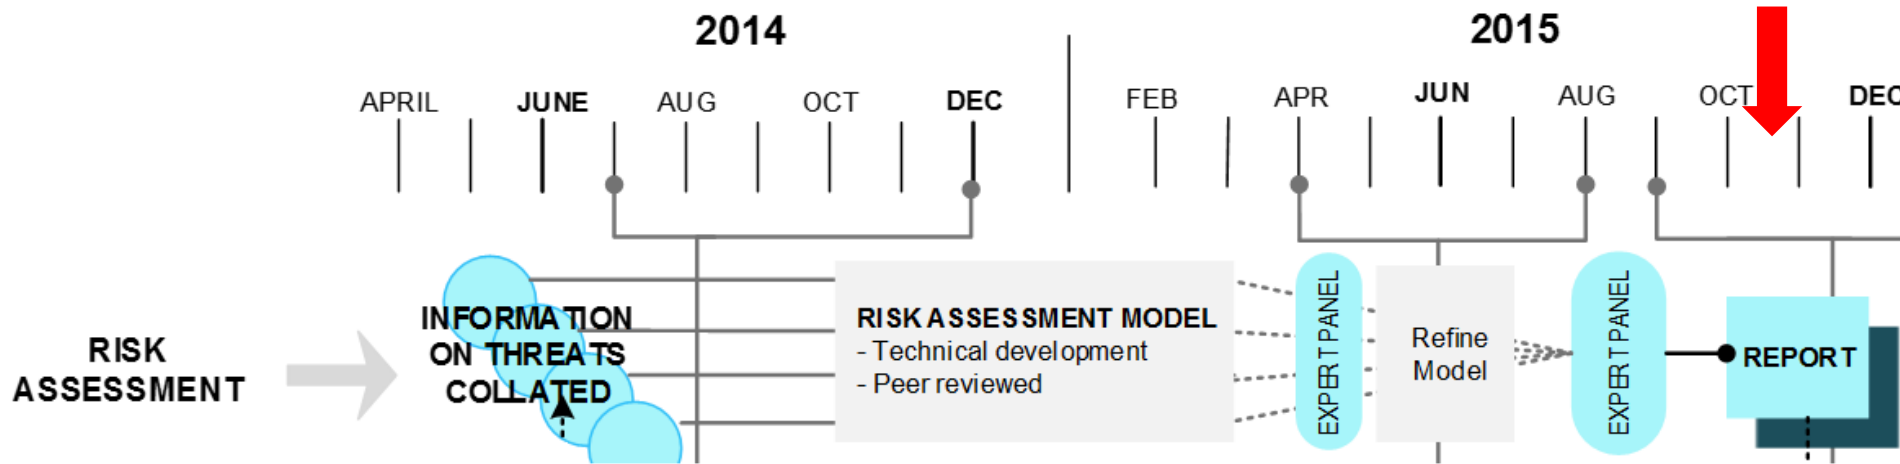 2014
2015
APRIL
JUNE
AUG
OCT
DEC
FEB
APR
JUN
AUG
OCT
DEC
RISK
ASSESSMENT
INFORMATION
ON THREATS
COLLATED
RISK ASSESSMENT MODEL
- Technical development
- Peer reviewed
EXPERT PANEL
Refine
Model
EXPERT PANEL
REPORT